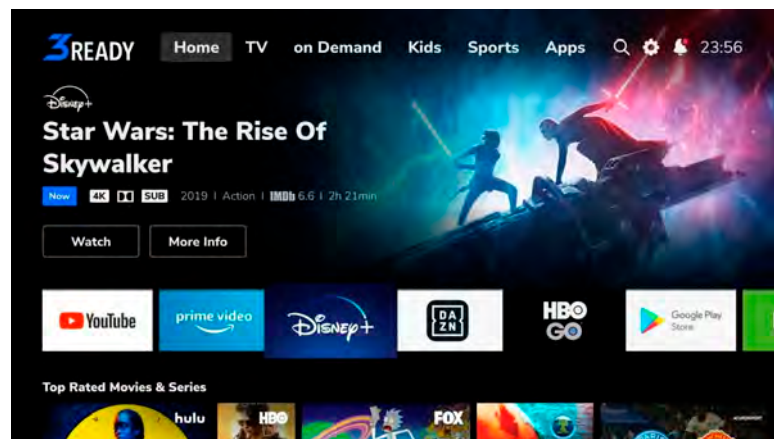 3READY Home TV on Demand Kids Sports Apps 23:56
Disney+
Star Wars: The Rise Of
Skywalker
Now 4K SUB 2019 | Action | IMDb 6.6 | 2h 21min
Watch More Info
YouTube prime video Disney+ DAZN HBO GO Google Play Store
Top Rated Movies & Series
hulu HBO FOX